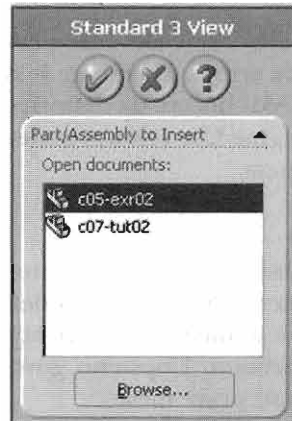 Standard 3 View
?
Part/Assembly to Insert
Open documents:
c05-exr02
c07-tut02
Browse...